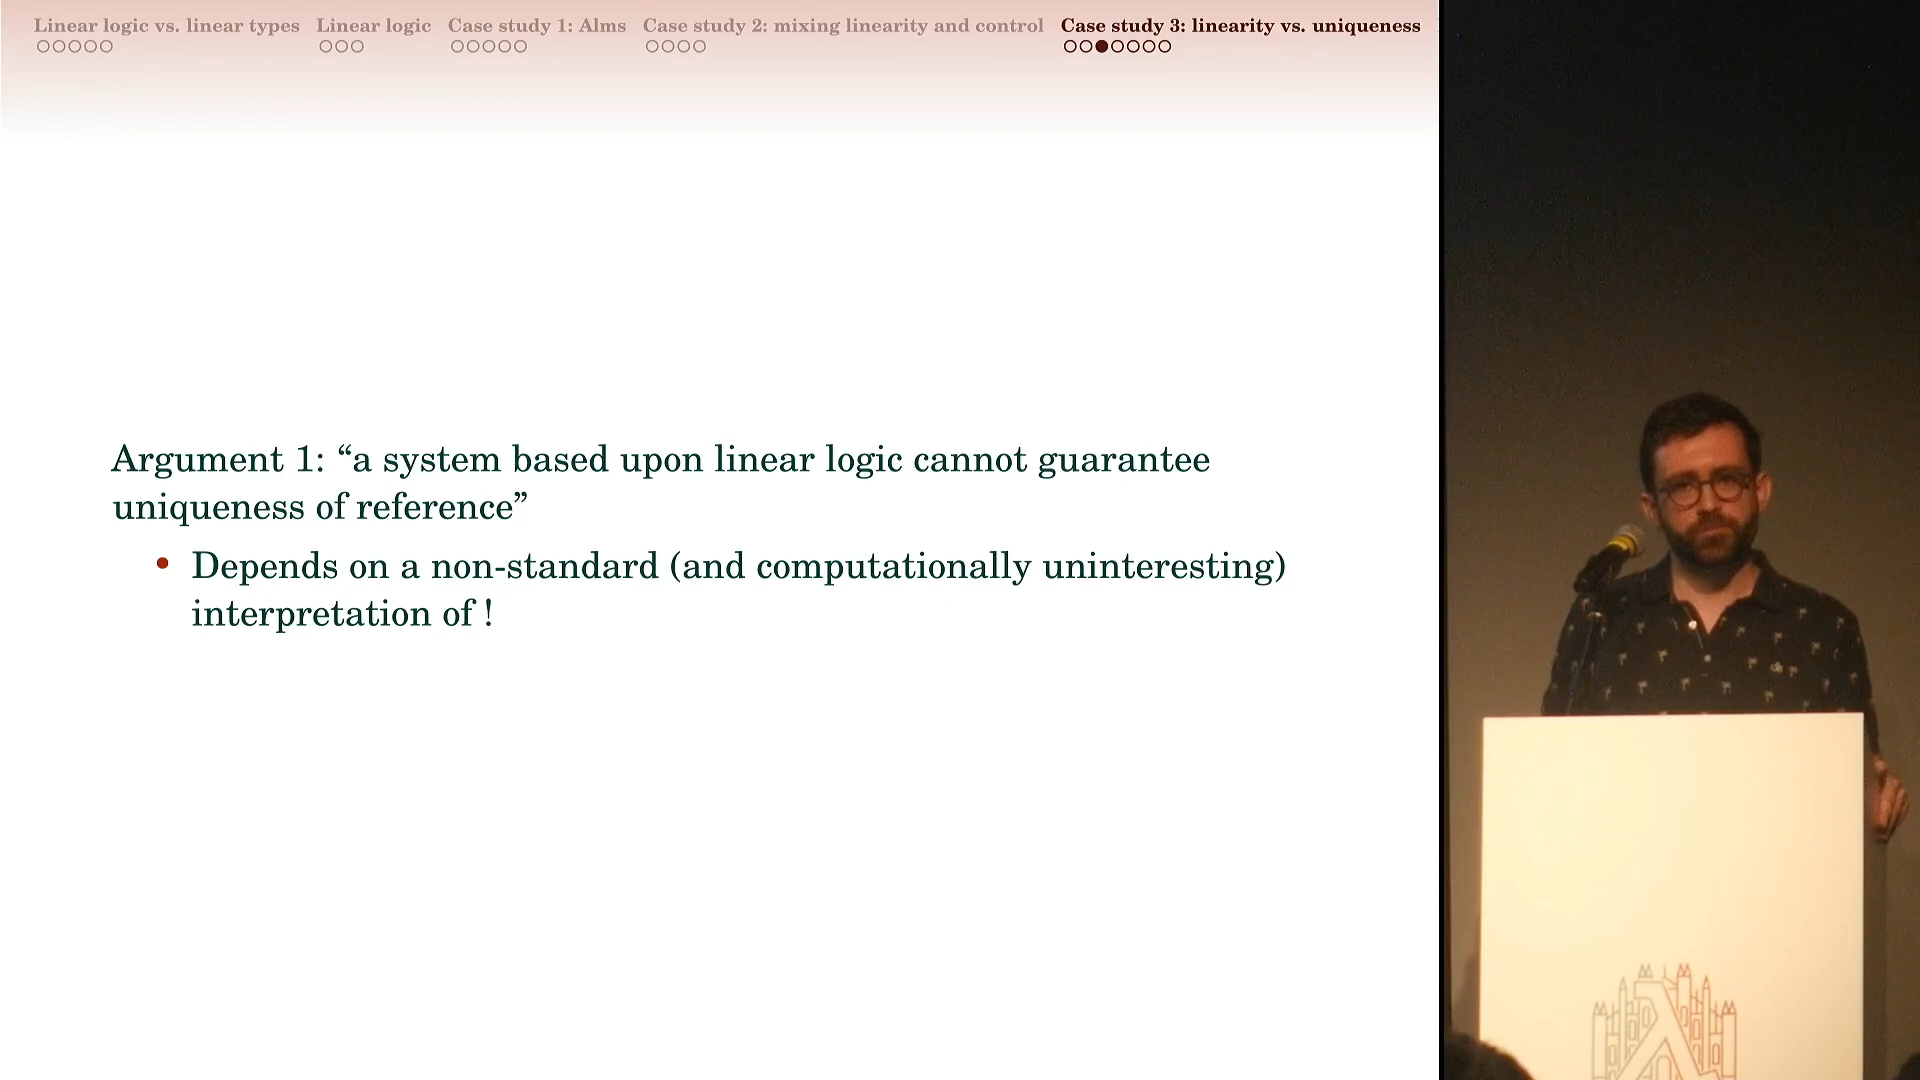 Linear logic vs. linear types Linear logic Case study 1: Alms Case study 2: mixing linearity and control Case study 3: linearity vs. uniqueness
Argument 1: “a system based upon linear logic cannot guarantee
uniqueness of reference”
• Depends on a non-standard (and computationally uninteresting)
interpretation of !